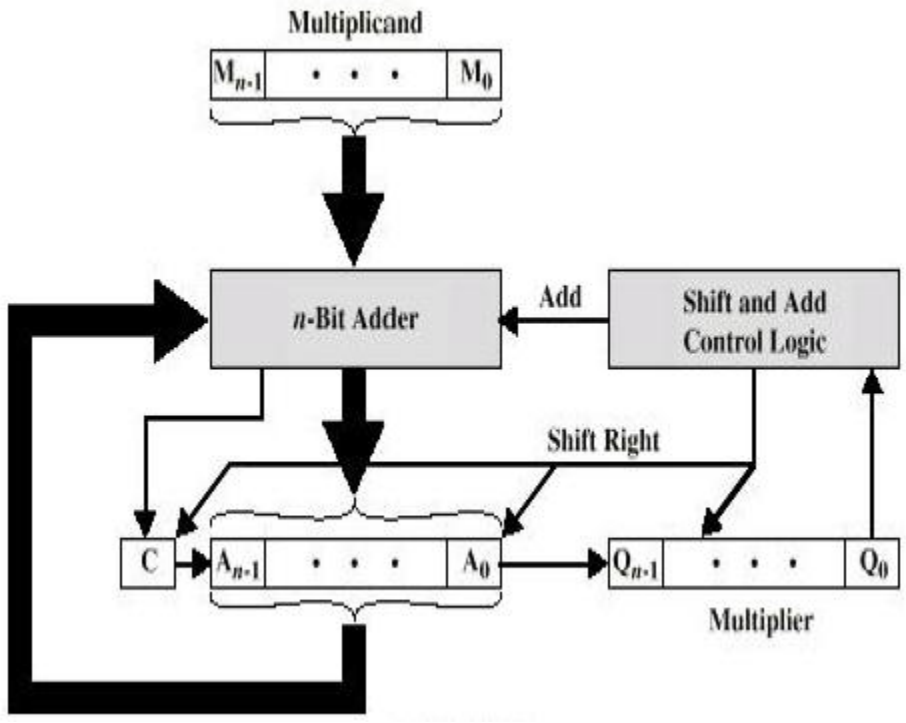 Multiplicand
Mn-1 · · · M0
n-Bit Adder
Add
Shift and Add
Control Logic
Shift Right
C
An-1 · · · A0
Qn-1 · · · Q0
Multiplier